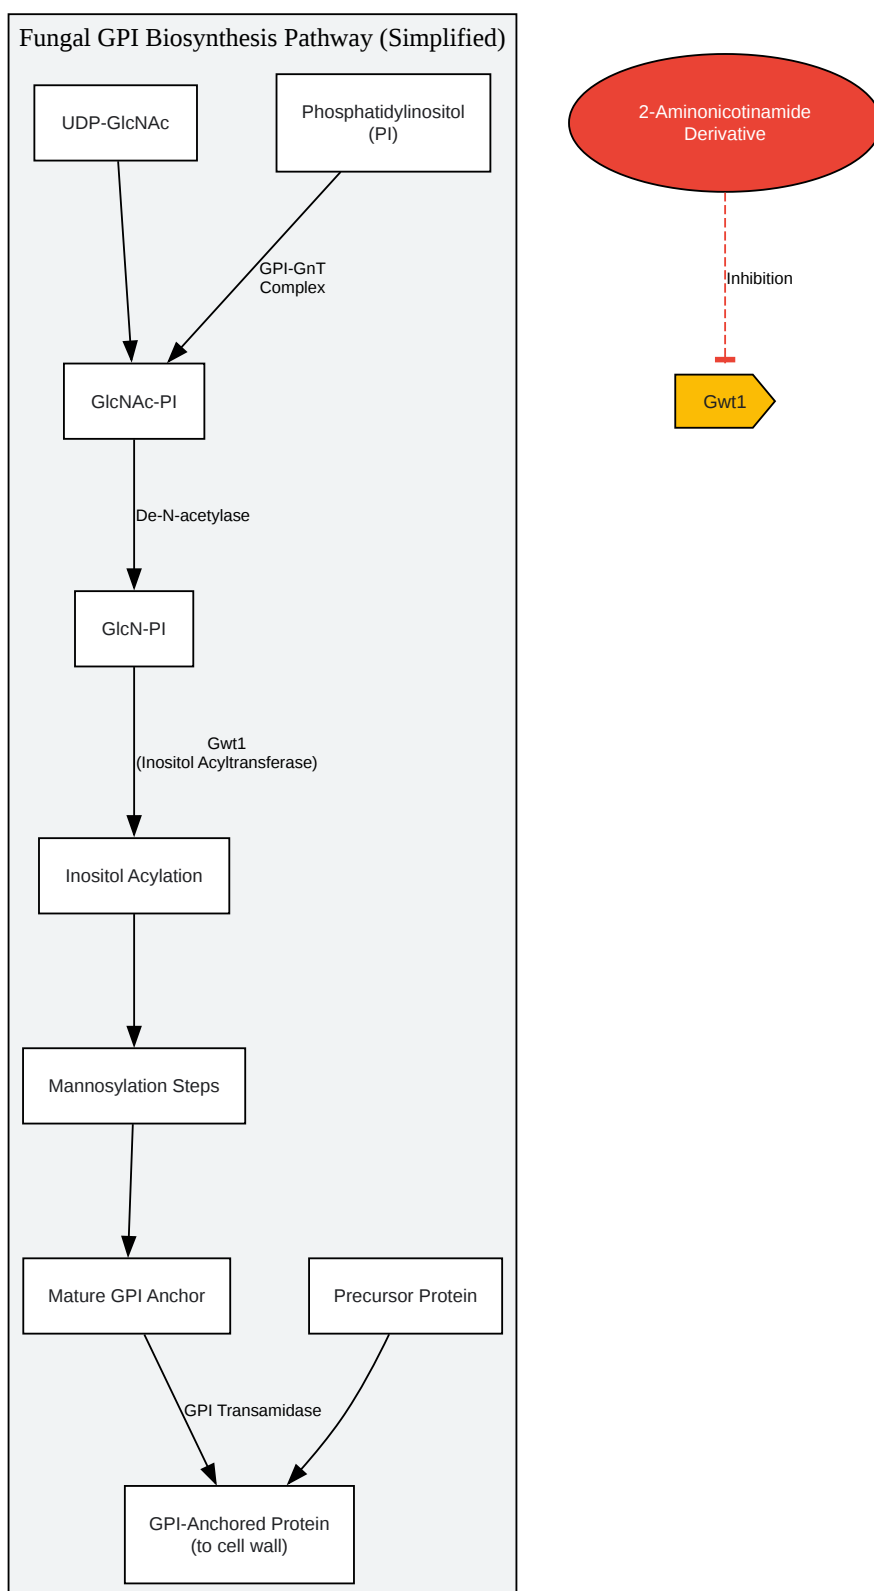 Fungal GPI Biosynthesis Pathway (Simplified)
UDP-GlcNAc
Phosphatidylinositol
(PI)
2-Aminonicotinamide
Derivative
GPI-GnT
Complex
Inhibition
GlcNAc-PI
Gwt1
De-N-acetylase
GlcN-PI
Gwt1
(Inositol Acyltransferase)
Inositol Acylation
Mannosylation Steps
Mature GPI Anchor
Precursor Protein
GPI Transamidase
GPI-Anchored Protein
(to cell wall)